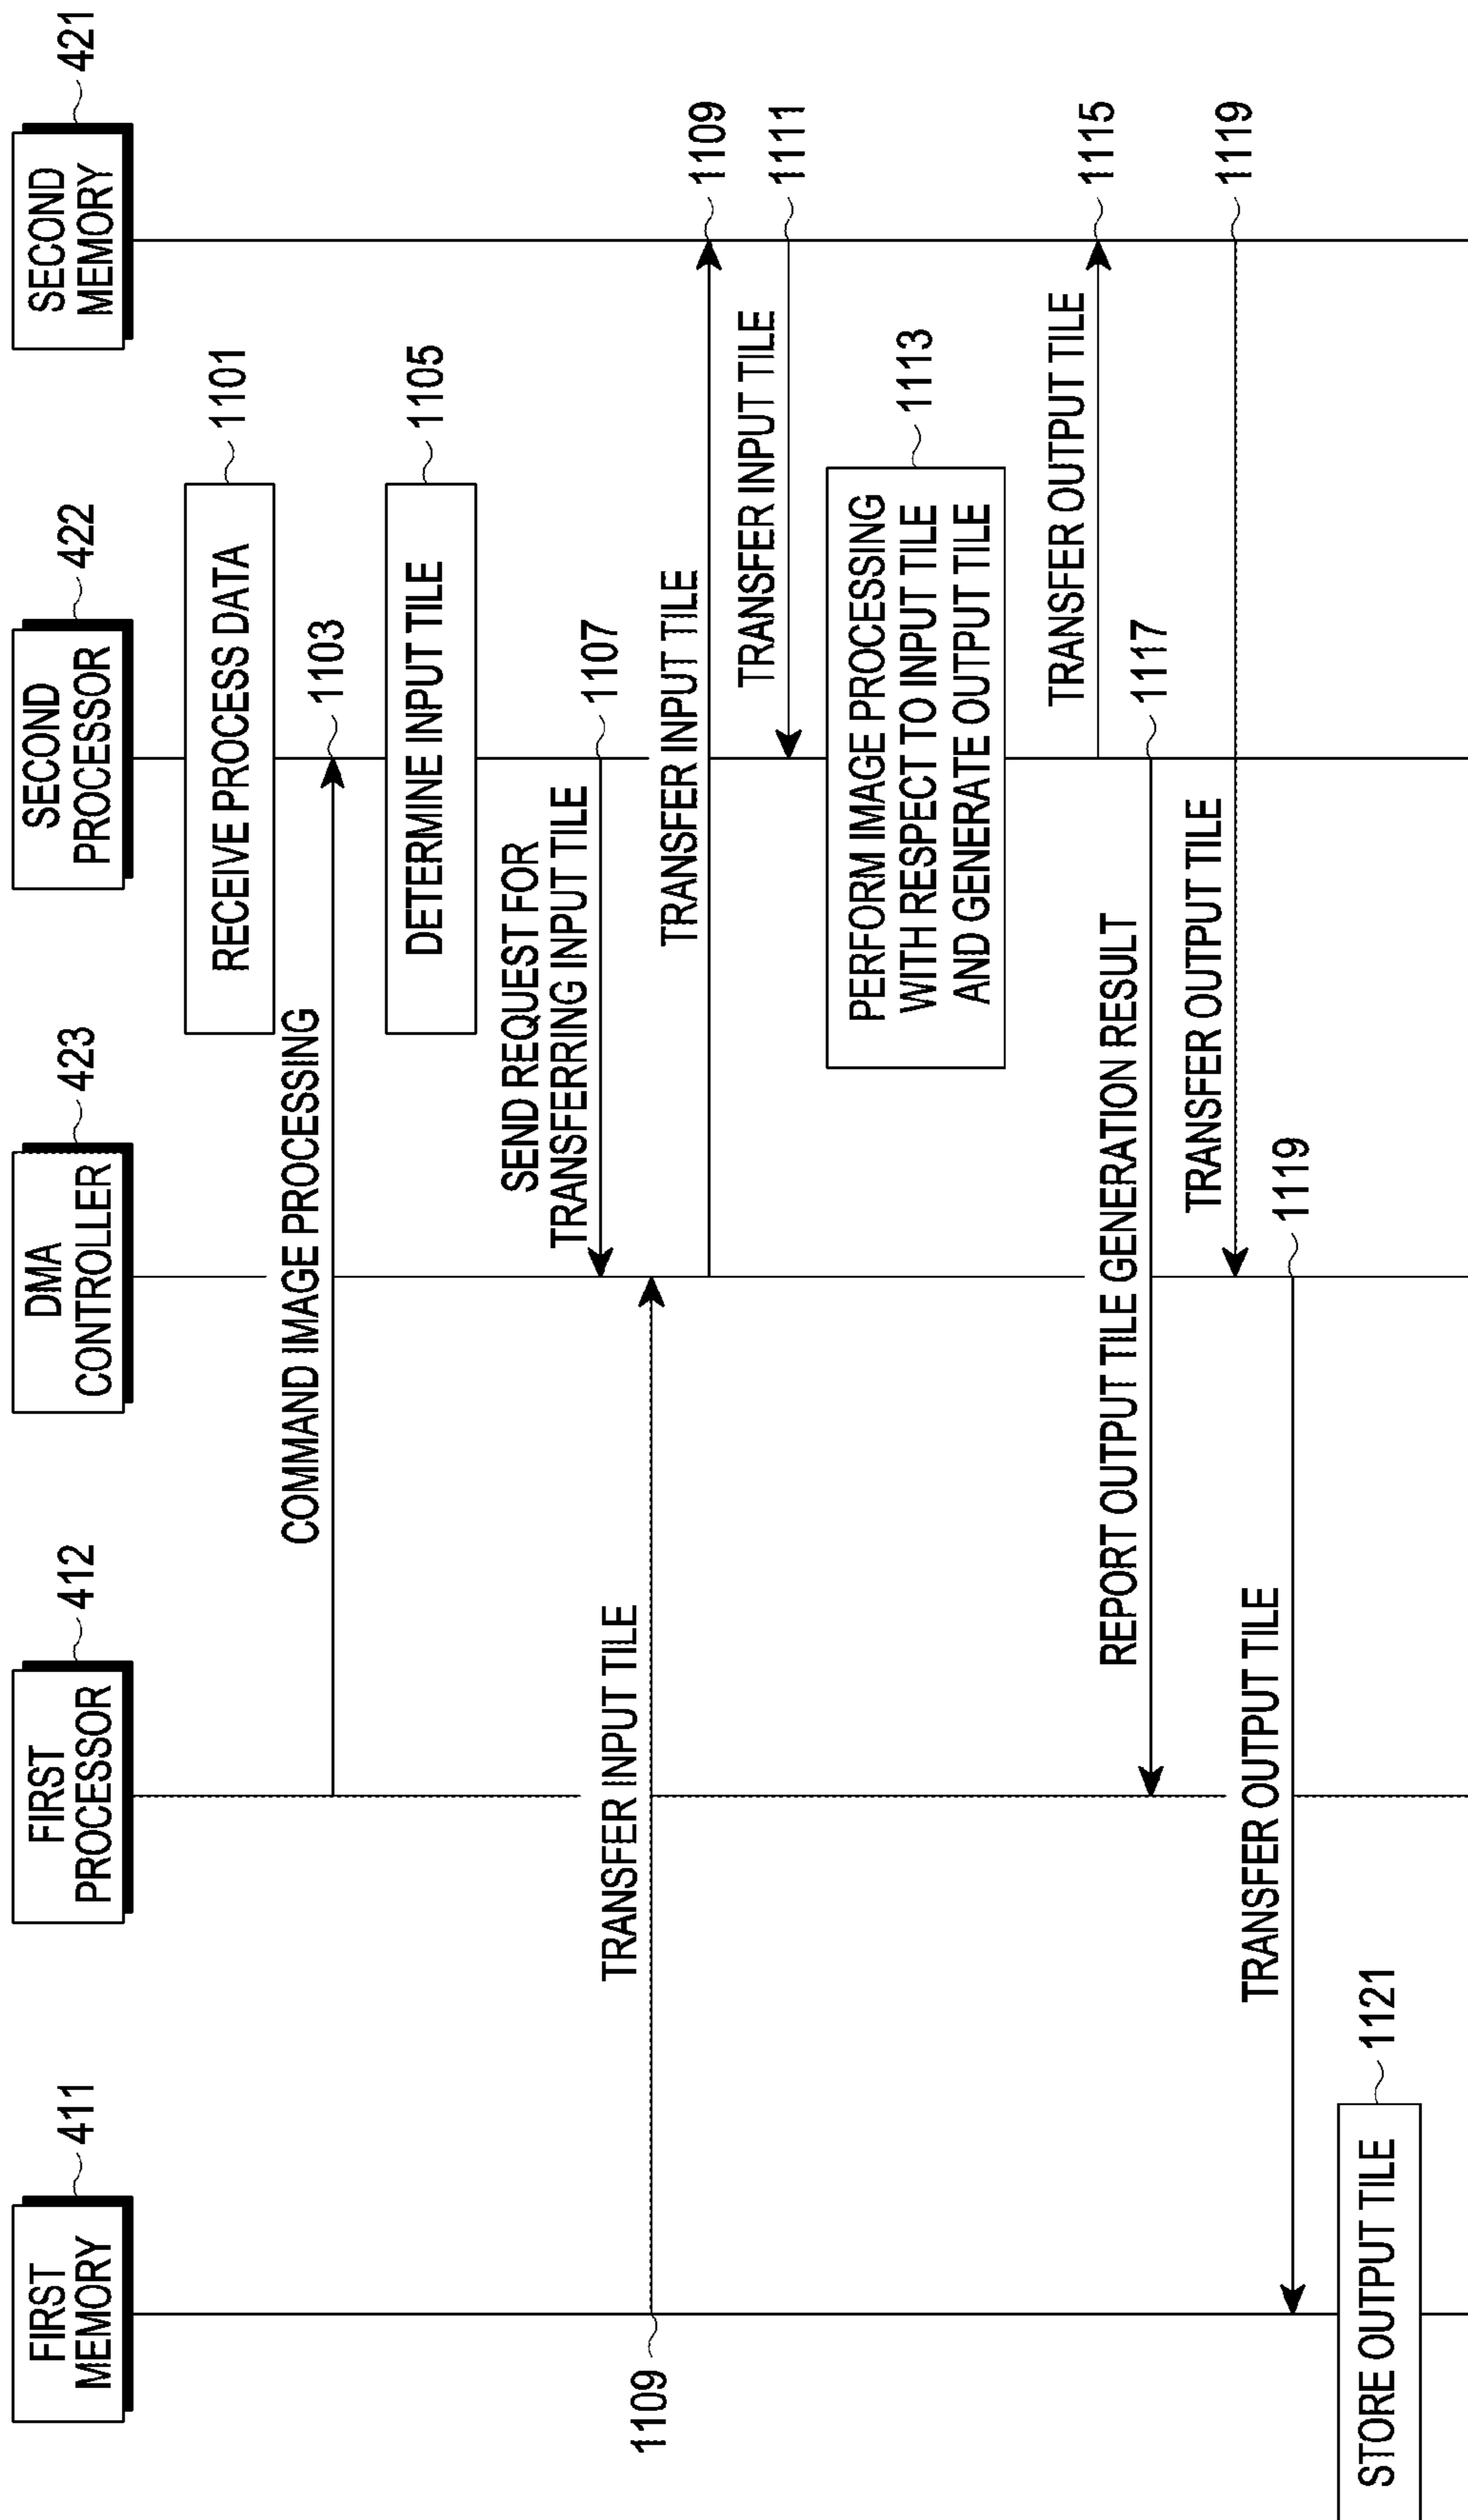 FIRST
MEMORY
411
FIRST
PROCESSOR
412
DMA
CONTROLLER
423
SECOND
PROCESSOR
422
SECOND
MEMORY
421
RECEIVE PROCESS DATA
1101
COMMAND IMAGE PROCESSING
1103
DETERMINE INPUT TILE
1105
SEND REQUEST FOR
TRANSFERRING INPUT TILE
1107
TRANSFER INPUT TILE
1109
TRANSFER INPUT TILE
1109
TRANSFER INPUT TILE
1111
PERFORM IMAGE PROCESSING
WITH RESPECT TO INPUT TILE
AND GENERATE OUTPUT TILE
1113
TRANSFER OUTPUT TILE
1115
REPORT OUTPUT TILE GENERATION RESULT
1117
TRANSFER OUTPUT TILE
1119
TRANSFER OUTPUT TILE
1119
STORE OUTPUT TILE
1121